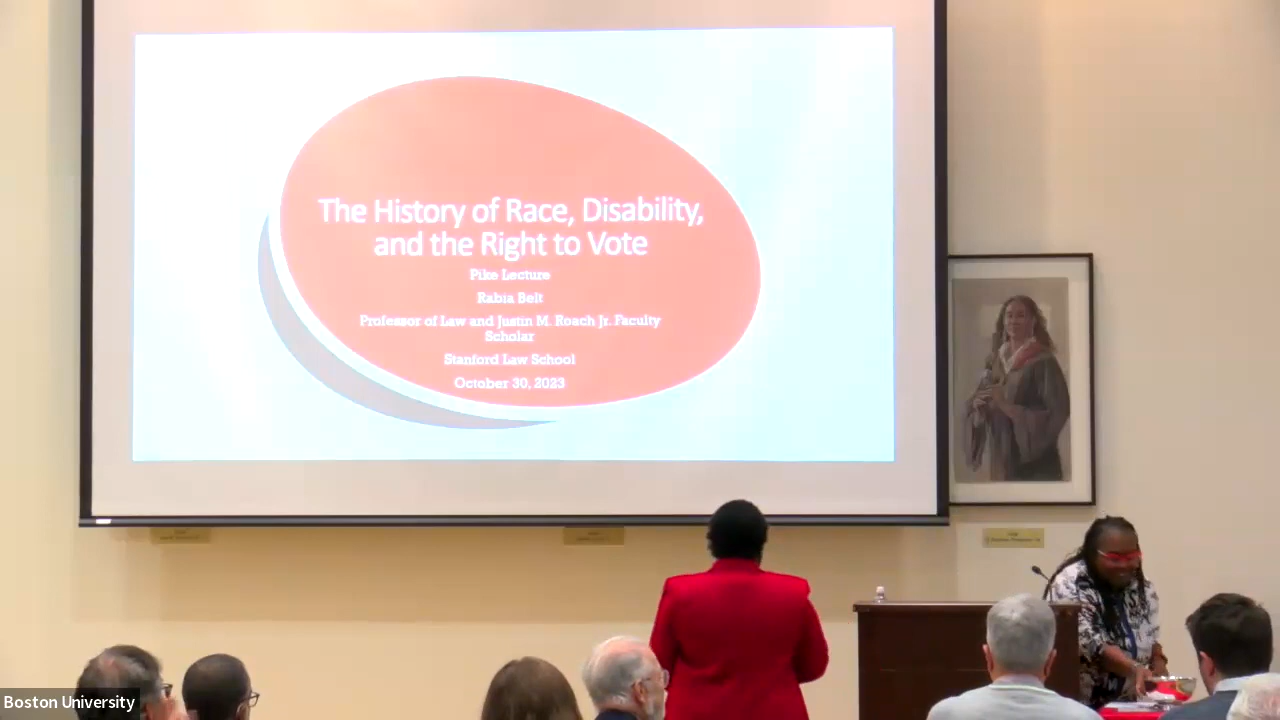 The History of Race, Disability,
and the Right to Vote
Pike Lecture
Rabia Belt
Professor of Law and Justin M. Roach Jr. Faculty
Scholar
Stanford Law School
October 30, 2023
Boston University